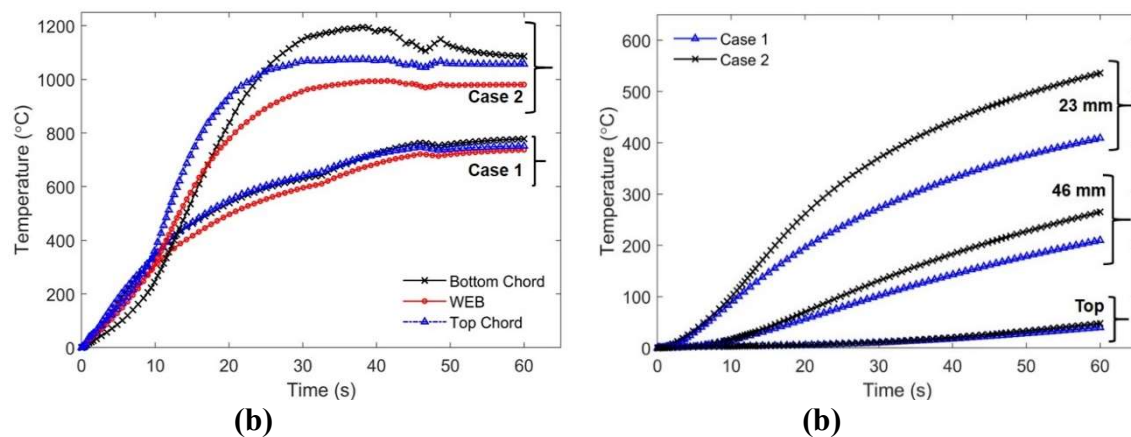 1200
1000
800
600
400
200
0
Temperature (°C)
Case 2
Case 1
Bottom Chord
WEB
Top Chord
0 10 20 30 40 50 60
Time (s)
(b)
600
500
400
300
200
100
0
Temperature (°C)
Case 1
Case 2
23 mm
46 mm
Top
0 10 20 30 40 50 60
Time (s)
(b)